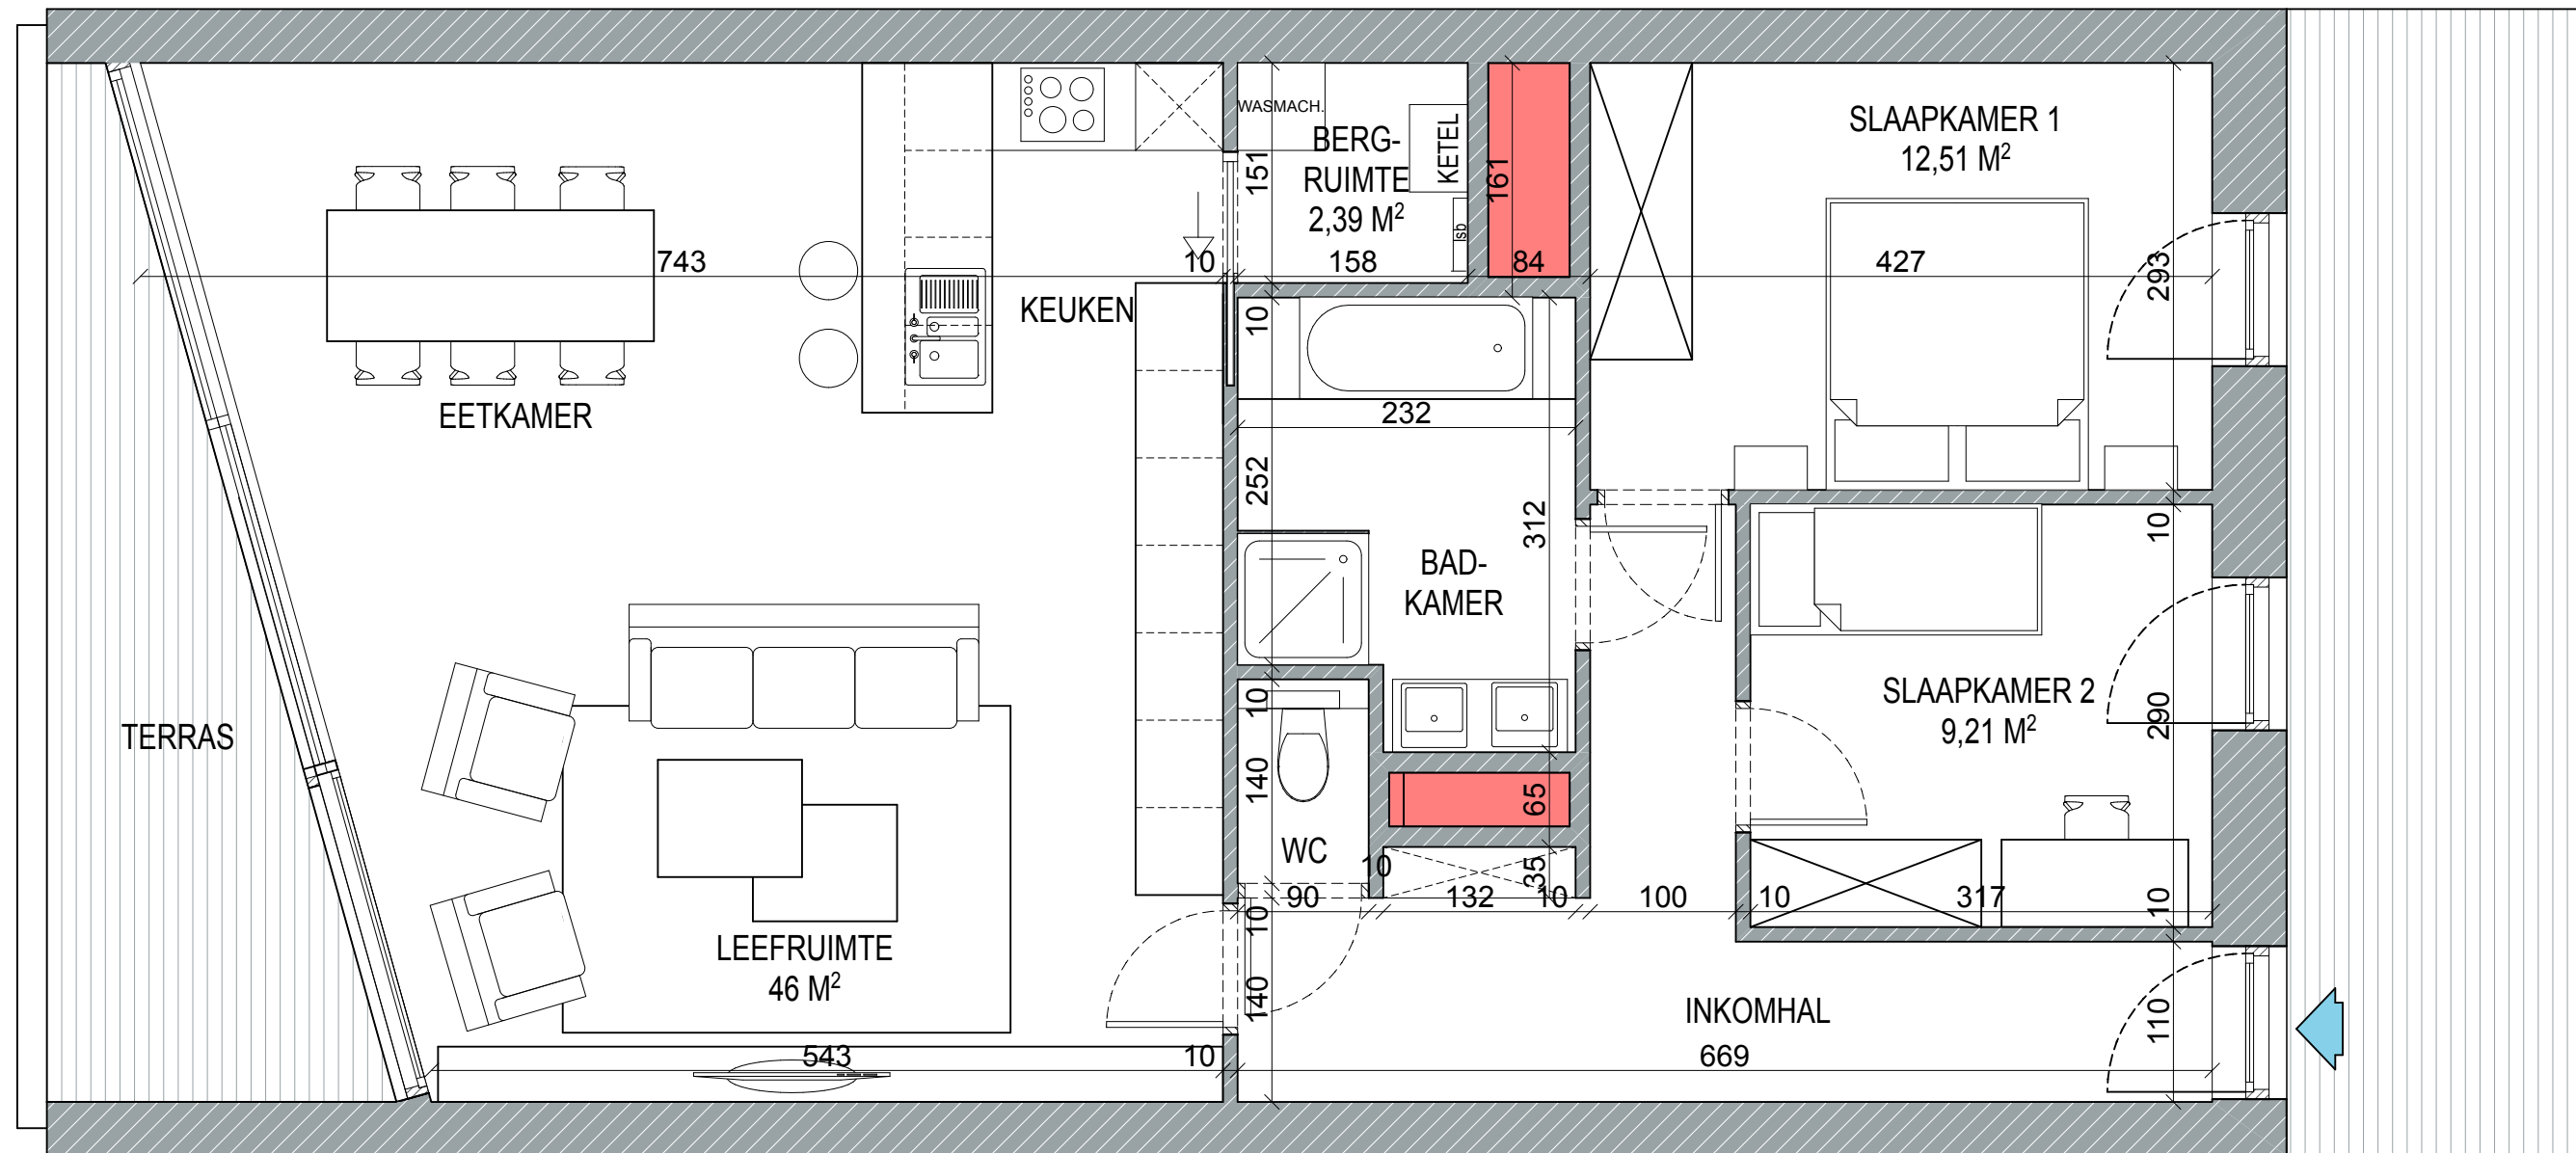 WASMACH.
BERG-
RUIMTE
2,39 M²
KETEL
lsb
161
151
SLAAPKAMER 1
12,51 M²
743
10
158
84
427
293
KEUKEN
10
EETKAMER
232
252
312
BAD-
KAMER
10
SLAAPKAMER 2
9,21 M²
290
TERRAS
10
140
65
WC
10
35
90
132
10
100
10
317
10
10
LEEFRUIMTE
46 M²
140
INKOMHAL
110
543
10
669